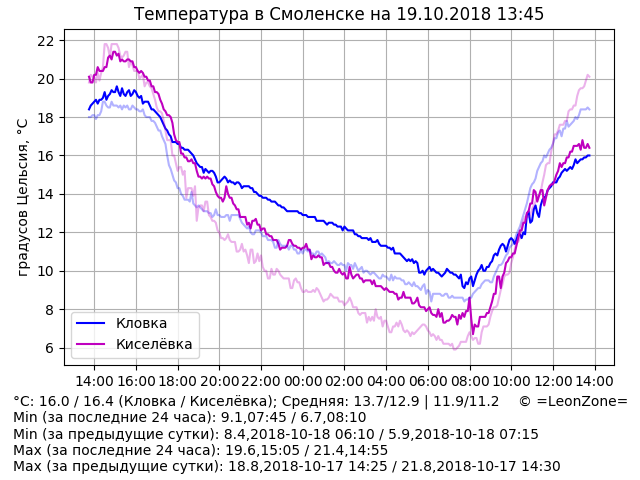 Температура в Смоленске на 19.10.2018 13:45
градусов Цельсия, °C
22
20
18
16
14
12
10
8
6
Кловка
Киселёвка
14:00 16:00 18:00 20:00 22:00 00:00 02:00 04:00 06:00 08:00 10:00 12:00 14:00
°C: 16.0 / 16.4 (Кловка / Киселёвка); Средняя: 13.7/12.9 | 11.9/11.2 © =LeonZone=
Min (за последние 24 часа): 9.1,07:45 / 6.7,08:10
Min (за предыдущие сутки): 8.4,2018-10-18 06:10 / 5.9,2018-10-18 07:15
Max (за последние 24 часа): 19.6,15:05 / 21.4,14:55
Max (за предыдущие сутки): 18.8,2018-10-17 14:25 / 21.8,2018-10-17 14:30